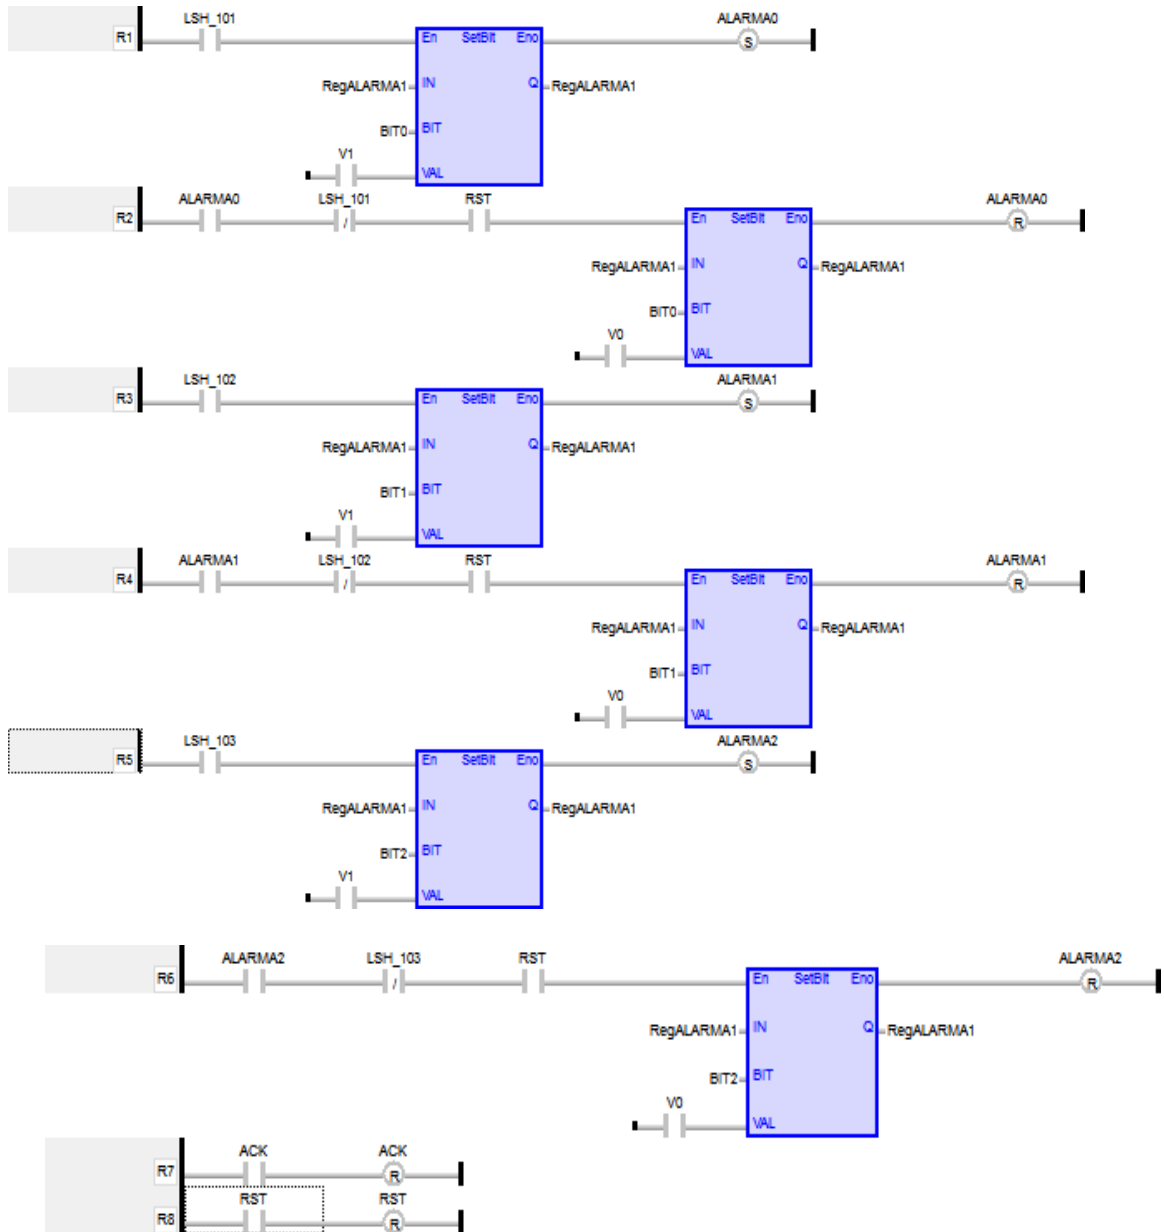 LSH_101 ALARMA0
R1 En SetBit Eno S
RegALARMA1 IN Q RegALARMA1
BIT0 BIT
V1
VAL
ALARMA0 LSH_101 RST ALARMA0
R2 / En SetBit Eno R
RegALARMA1 IN Q RegALARMA1
BIT0 BIT
V0
VAL
LSH_102 ALARMA1
R3 En SetBit Eno S
RegALARMA1 IN Q RegALARMA1
BIT1 BIT
V1
VAL
ALARMA1 LSH_102 RST ALARMA1
R4 / En SetBit Eno R
RegALARMA1 IN Q RegALARMA1
BIT1 BIT
V0
VAL
LSH_103 ALARMA2
R5 En SetBit Eno S
RegALARMA1 IN Q RegALARMA1
BIT2 BIT
V1
VAL
ALARMA2 LSH_103 RST ALARMA2
R6 / En SetBit Eno R
RegALARMA1 IN Q RegALARMA1
BIT2 BIT
V0
VAL
ACK ACK
R7 R
RST RST
R8 R